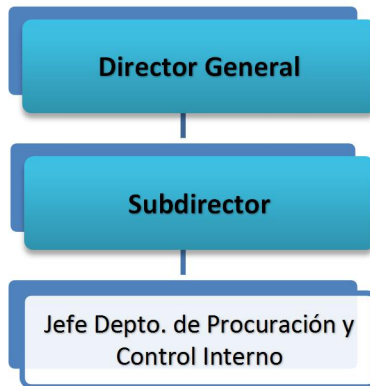 Director General
Subdirector
Jefe Depto. de Procuración y
Control Interno